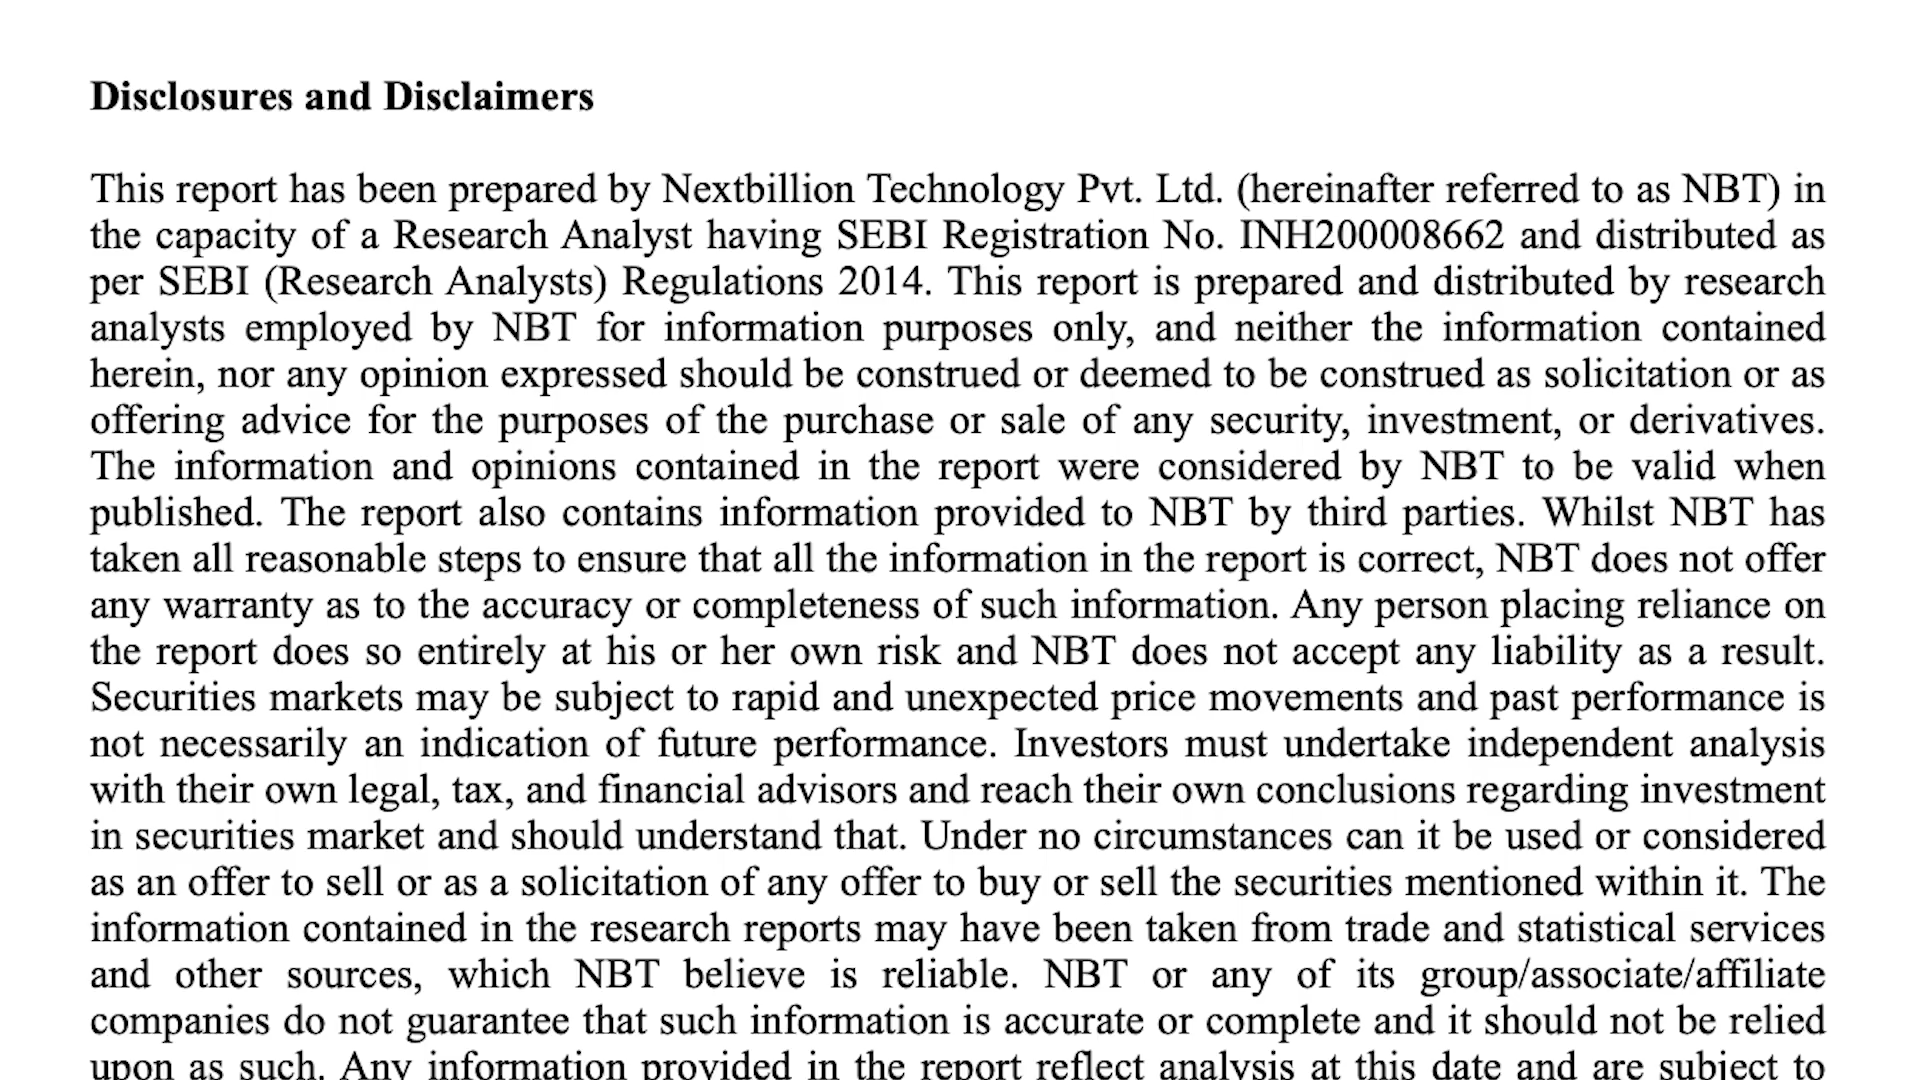 Disclosures and Disclaimers
This report has been prepared by Nextbillion Technology Pvt. Ltd. (hereinafter referred to as NBT) in
the capacity of a Research Analyst having SEBI Registration No. INH200008662 and distributed as
per SEBI (Research Analysts) Regulations 2014. This report is prepared and distributed by research
analysts employed by NBT for information purposes only, and neither the information contained
herein, nor any opinion expressed should be construed or deemed to be construed as solicitation or as
offering advice for the purposes of the purchase or sale of any security, investment, or derivatives.
The information and opinions contained in the report were considered by NBT to be valid when
published. The report also contains information provided to NBT by third parties. Whilst NBT has
taken all reasonable steps to ensure that all the information in the report is correct, NBT does not offer
any warranty as to the accuracy or completeness of such information. Any person placing reliance on
the report does so entirely at his or her own risk and NBT does not accept any liability as a result.
Securities markets may be subject to rapid and unexpected price movements and past performance is
not necessarily an indication of future performance. Investors must undertake independent analysis
with their own legal, tax, and financial advisors and reach their own conclusions regarding investment
in securities market and should understand that. Under no circumstances can it be used or considered
as an offer to sell or as a solicitation of any offer to buy or sell the securities mentioned within it. The
information contained in the research reports may have been taken from trade and statistical services
and other sources, which NBT believe is reliable. NBT or any of its group/associate/affiliate
companies do not guarantee that such information is accurate or complete and it should not be relied
upon as such. Any information provided in the report reflect analysis at this date and are subject to